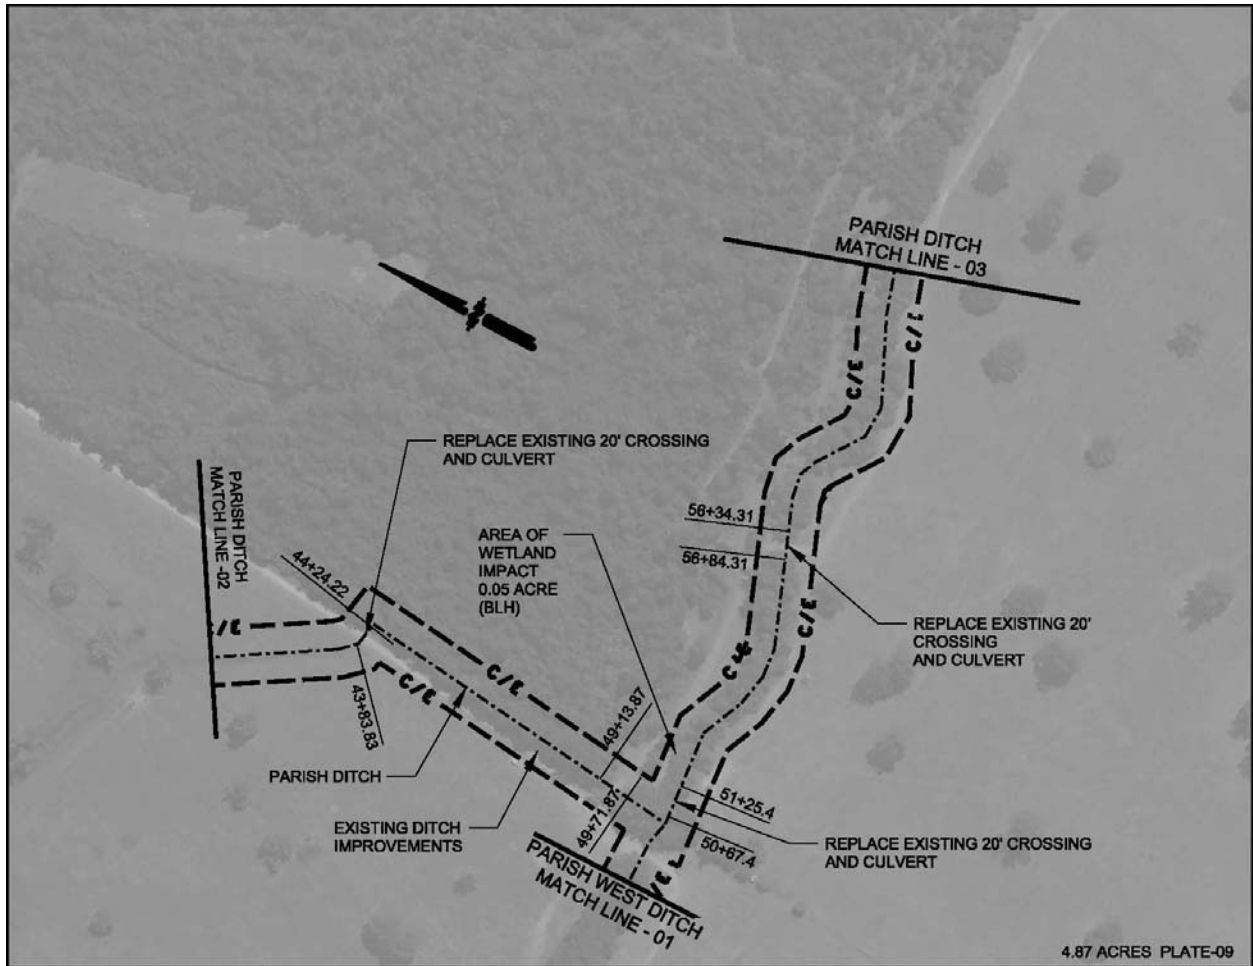 PARISH DITCH
MATCH LINE - 03
C/E
C/E
REPLACE EXISTING 20' CROSSING
AND CULVERT
PARISH DITCH
MATCH LINE -02
44+24.22
AREA OF
WETLAND
IMPACT
0.05 ACRE
(BLH)
56+34.31
56+84.31
REPLACE EXISTING 20'
CROSSING
AND CULVERT
C/E
/E
C/E
C/E
43+83.83
49+13.87
PARISH DITCH
EXISTING DITCH
IMPROVEMENTS
49+71.87
51+25.4
50+67.4
REPLACE EXISTING 20' CROSSING
AND CULVERT
PARISH WEST DITCH
MATCH LINE - 01
4.87 ACRES PLATE-09